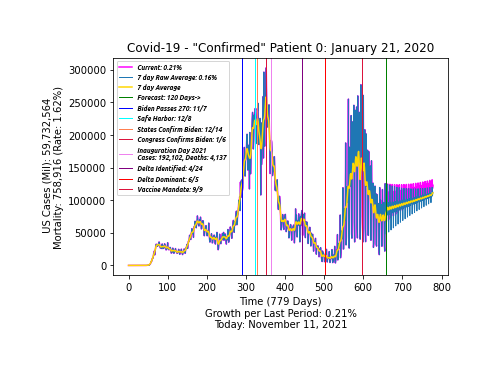 Covid-19 - "Confirmed" Patient 0: January 21, 2020
US Cases (Mil): 59,732,564
Mortality: 758,916 (Rate: 1.62%)
300000
250000
200000
150000
100000
50000
0
Current: 0.21%
7 day Raw Average: 0.16%
7 day Average
Forecast: 120 Days->
Biden Passes 270: 11/7
Safe Harbor: 12/8
States Confirm Biden: 12/14
Congress Confirms Biden: 1/6
Inauguration Day 2021
Cases: 192,102, Deaths: 4,137
Delta Identified: 4/24
Delta Dominant: 6/5
Vaccine Mandate: 9/9
0 100 200 300 400 500 600 700 800
Time (779 Days)
Growth per Last Period: 0.21%
Today: November 11, 2021